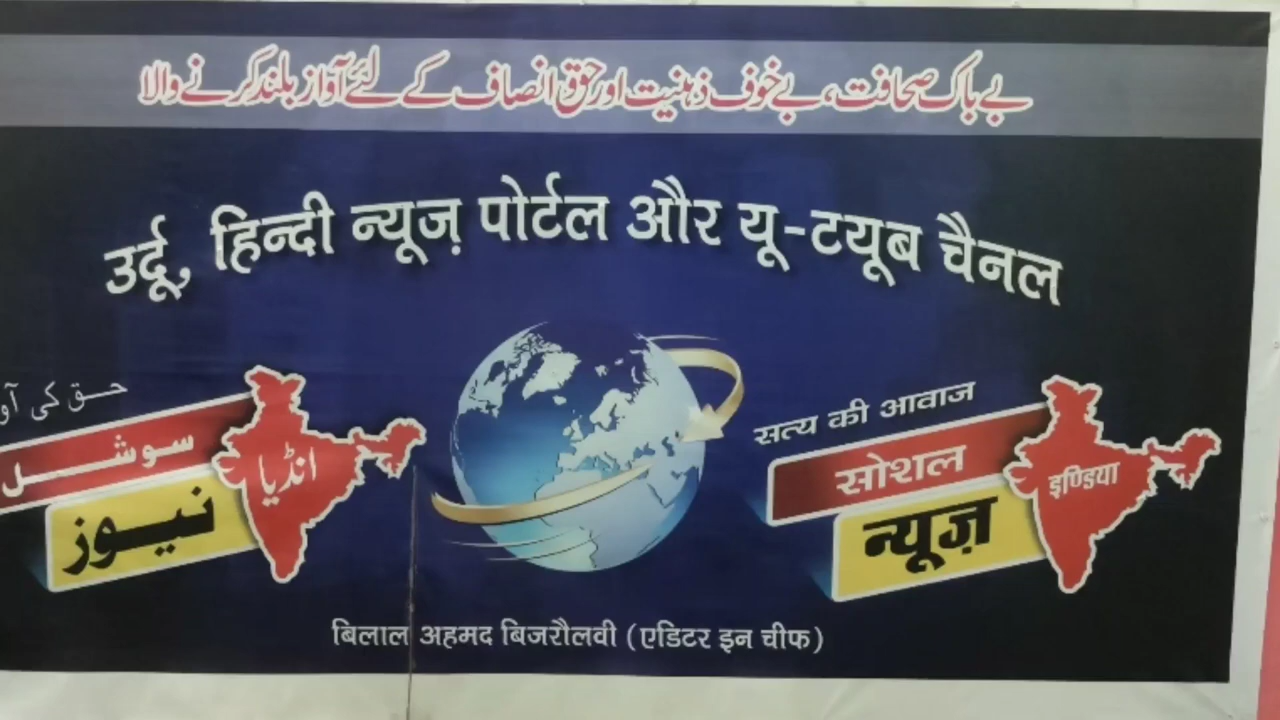 بے باک صحافت، بے خوف ذہنیت اور حق انصاف کے لئے آواز بلند کرنے والا
उर्दू, हिन्दी न्यूज़ पोर्टल और यू-टयूब चैनल
حق کی
سوشل
انڈیا
نیوز
सत्य की आवाज
सोशल
इण्डिया
न्यूज़
बिलाल अहमद बिजरौलवी (एडिटर इन चीफ)